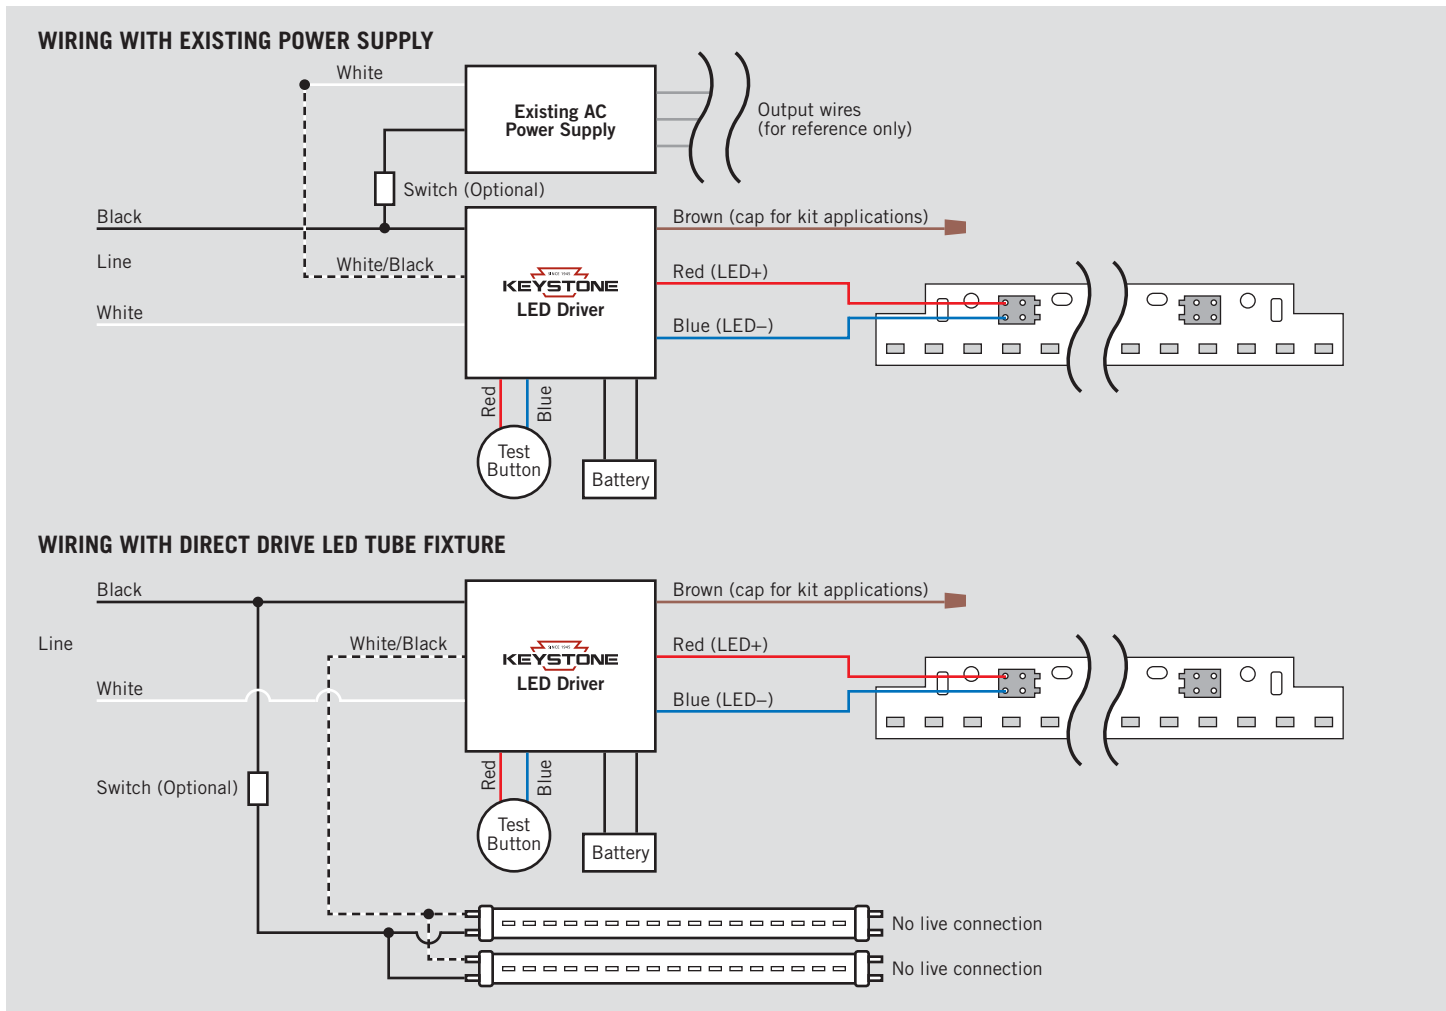 WIRING WITH EXISTING POWER SUPPLY
White
Existing AC
Power Supply
Output wires
(for reference only)
Switch (Optional)
Black
Line
White/Black
White
SINCE 1945
KEYSTONE
LED Driver
Brown (cap for kit applications)
Red (LED+)
Blue (LED–)
Red
Blue
Test
Button
Battery
WIRING WITH DIRECT DRIVE LED TUBE FIXTURE
Black
Line
White/Black
White
Switch (Optional)
SINCE 1945
KEYSTONE
LED Driver
Brown (cap for kit applications)
Red (LED+)
Blue (LED–)
Red
Blue
Test
Button
Battery
No live connection
No live connection